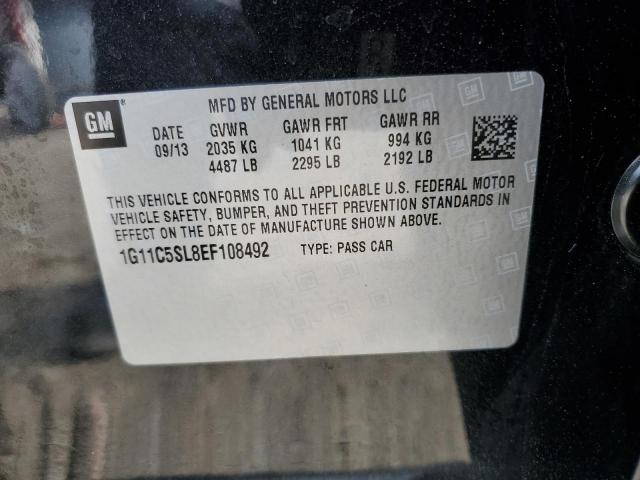 MFD BY GENERAL MOTORS LLC
GM
DATE GVWR GAWR FRT GAWR RR
09/13 2035 KG 1041 KG 994 KG
4487 LB 2295 LB 2192 LB
THIS VEHICLE CONFORMS TO ALL APPLICABLE U.S. FEDERAL MOTOR
VEHICLE SAFETY, BUMPER, AND THEFT PREVENTION STANDARDS IN
EFFECT ON THE DATE OF MANUFACTURE SHOWN ABOVE.
1G11C5SL8EF108492 TYPE: PASS CAR